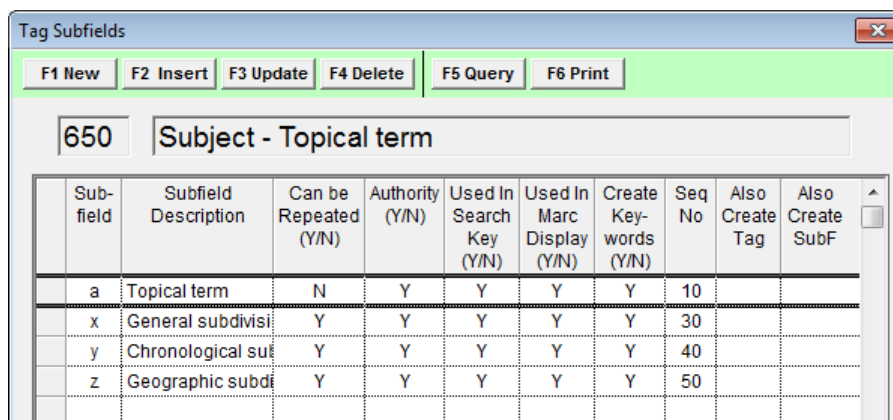 Tag Subfields
F1 New F2 Insert F3 Update F4 Delete F5 Query F6 Print
650 Subject - Topical term
Sub-field Subfield Description Can be Repeated (Y/N) Authority (Y/N) Used In Search Key (Y/N) Used In Marc Display (Y/N) Create Key-words (Y/N) Seq No Also Create Tag Also Create SubF
a Topical term N Y Y Y Y 10
x General subdivisi Y Y Y Y Y 30
y Chronological sul Y Y Y Y Y 40
z Geographic subdi Y Y Y Y Y 50